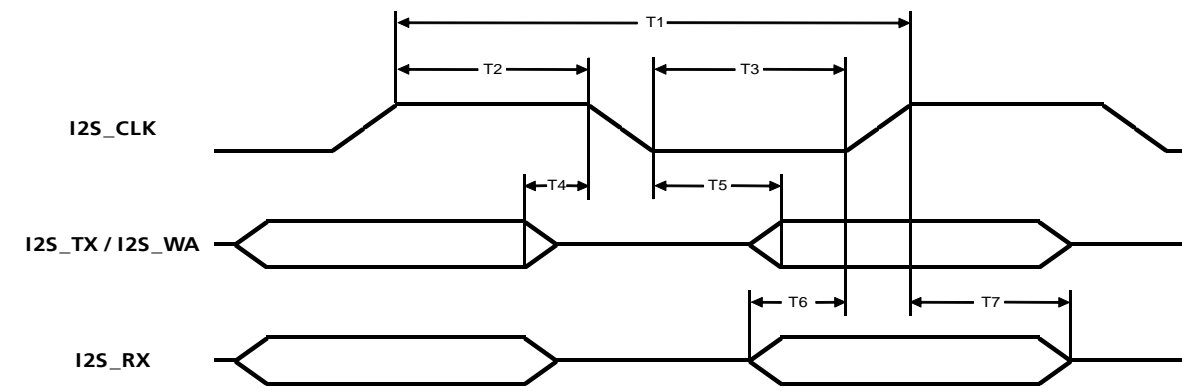 T1
T2 T3
I2S_CLK
T4 T5
I2S_TX / I2S_WA
T6 T7
I2S_RX